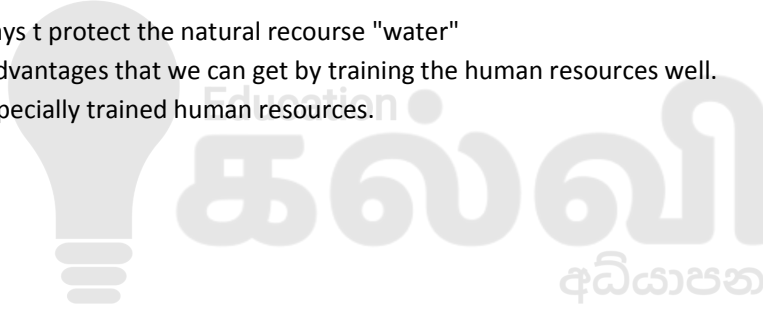 ays t protect the natural recourse "water"
dvantages that we can get by training the human resources well.
pecially trained human resources.
Education
கல்வி
අධ්‍යාපන